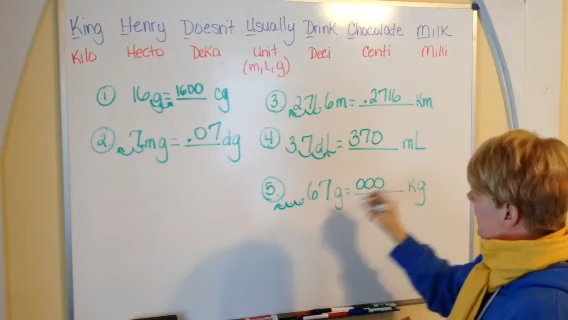 King Henry Doesn't Usually Drink Chocolate Milk
Kilo Hecto Deka Unit Deci Centi Milli
(m, L, g)
① 16g = 1600 cg
② 7mg = .07 dg
③ 271.6m = .2716 Km
④ 37dL = 370 mL
⑤ 67g = 000 Kg